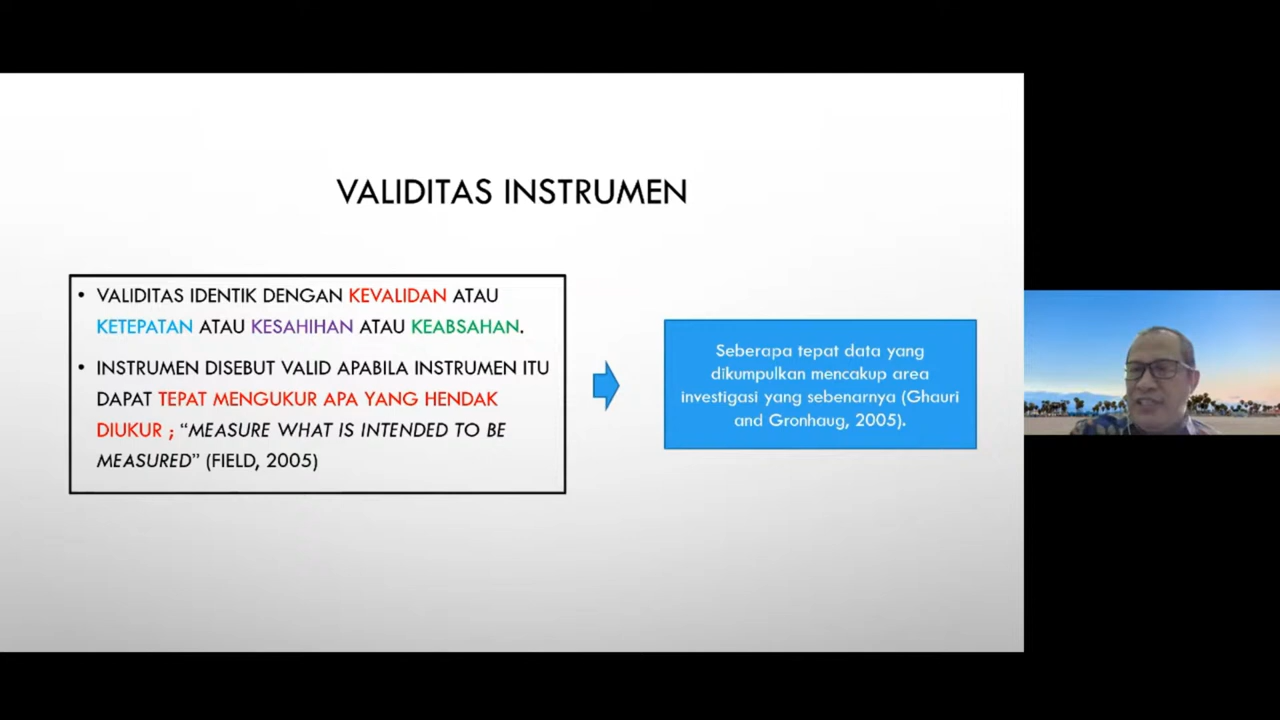 VALIDITAS INSTRUMEN
• VALIDITAS IDENTIK DENGAN KEVALIDAN ATAU
KETEPATAN ATAU KESAHIHAN ATAU KEABSAHAN.
• INSTRUMEN DISEBUT VALID APABILA INSTRUMEN ITU
DAPAT TEPAT MENGUKUR APA YANG HENDAK
DIUKUR ; “MEASURE WHAT IS INTENDED TO BE
MEASURED” (FIELD, 2005)
Seberapa tepat data yang
dikumpulkan mencakup area
investigasi yang sebenarnya (Ghauri
and Gronhaug, 2005).